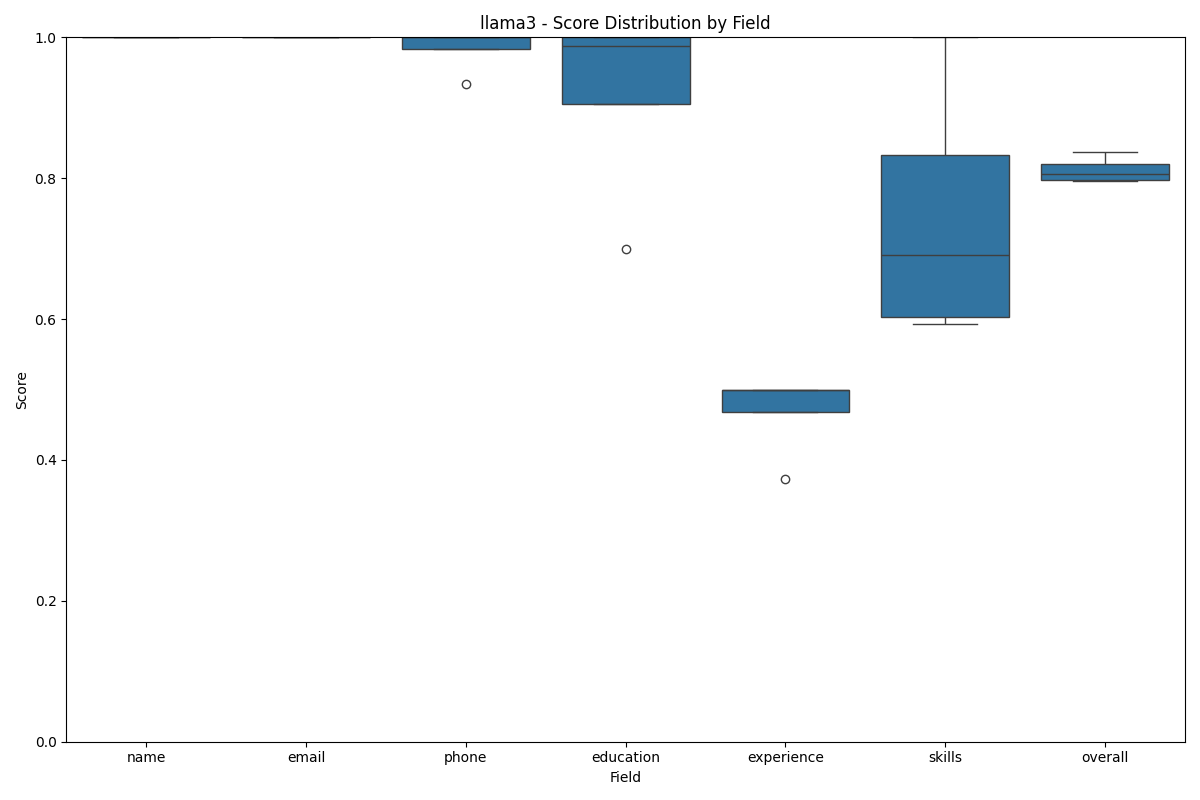 llama3 - Score Distribution by Field
1.0
0.8
0.6
0.4
0.2
0.0
Score
name email phone education experience skills overall
Field